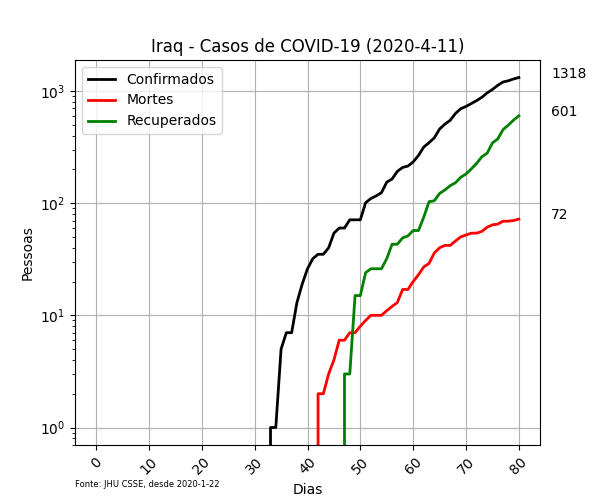 Iraq - Casos de COVID-19 (2020-4-11)
Confirmados
Mortes
Recuperados
1318
601
72
10³
10²
10¹
10⁰
Pessoas
0 10 20 30 40 50 60 70 80
Dias
Fonte: JHU CSSE, desde 2020-1-22